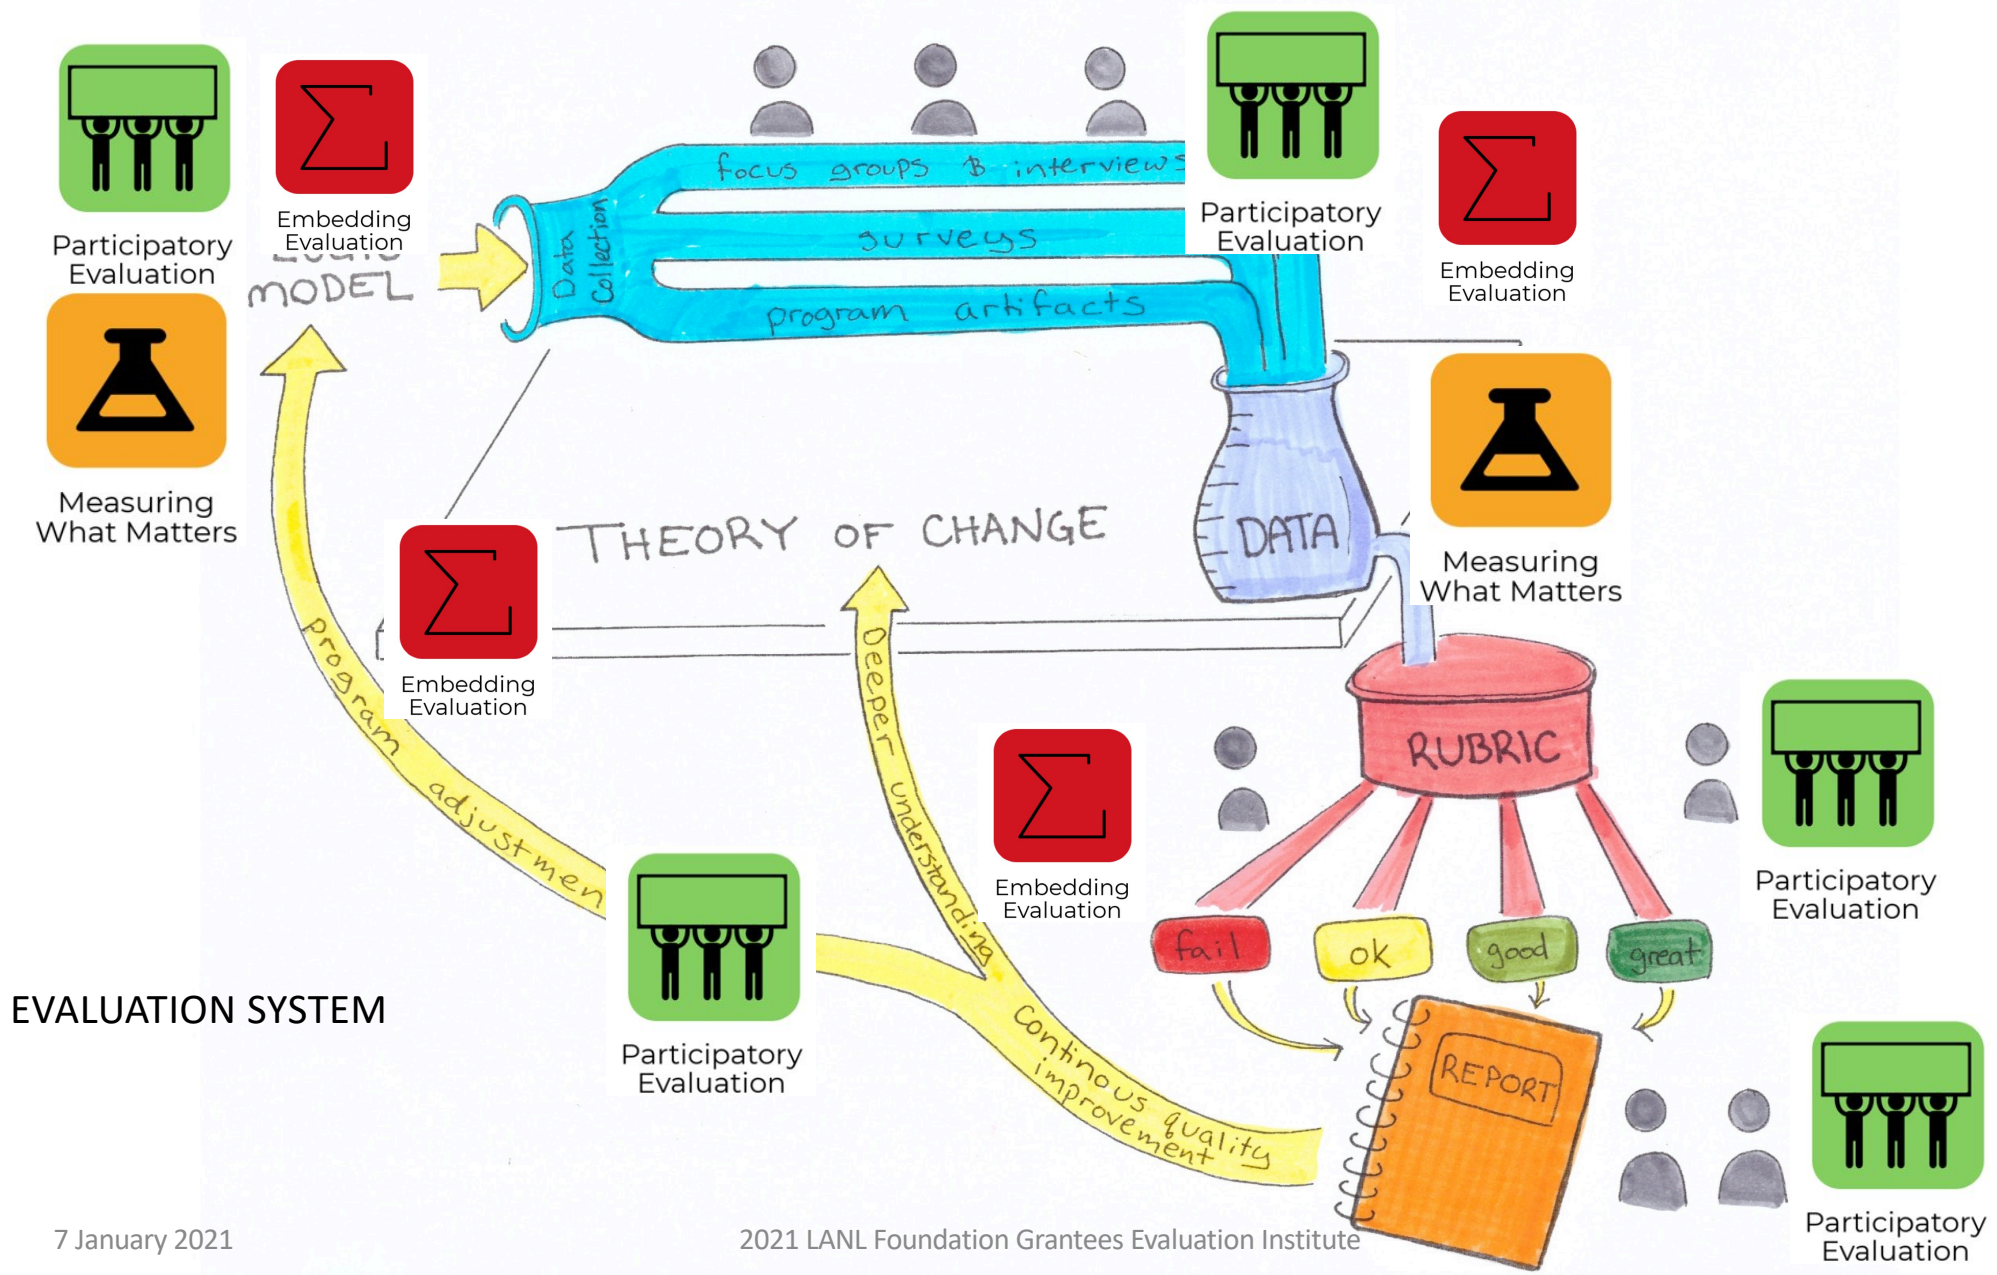 Participatory
Evaluation
Embedding
Evaluation
MODEL
Measuring
What Matters
Data
Collection
focus groups & interviews
surveys
program artifacts
Participatory
Evaluation
Embedding
Evaluation
Measuring
What Matters
THEORY OF CHANGE
DATA
Embedding
Evaluation
program adjustmen
Deeper understanding
Embedding
Evaluation
RUBRIC
Participatory
Evaluation
fail
ok
good
great
EVALUATION SYSTEM
Participatory
Evaluation
Continous quality
improvement
REPORT
Participatory
Evaluation
7 January 2021
2021 LANL Foundation Grantees Evaluation Institute